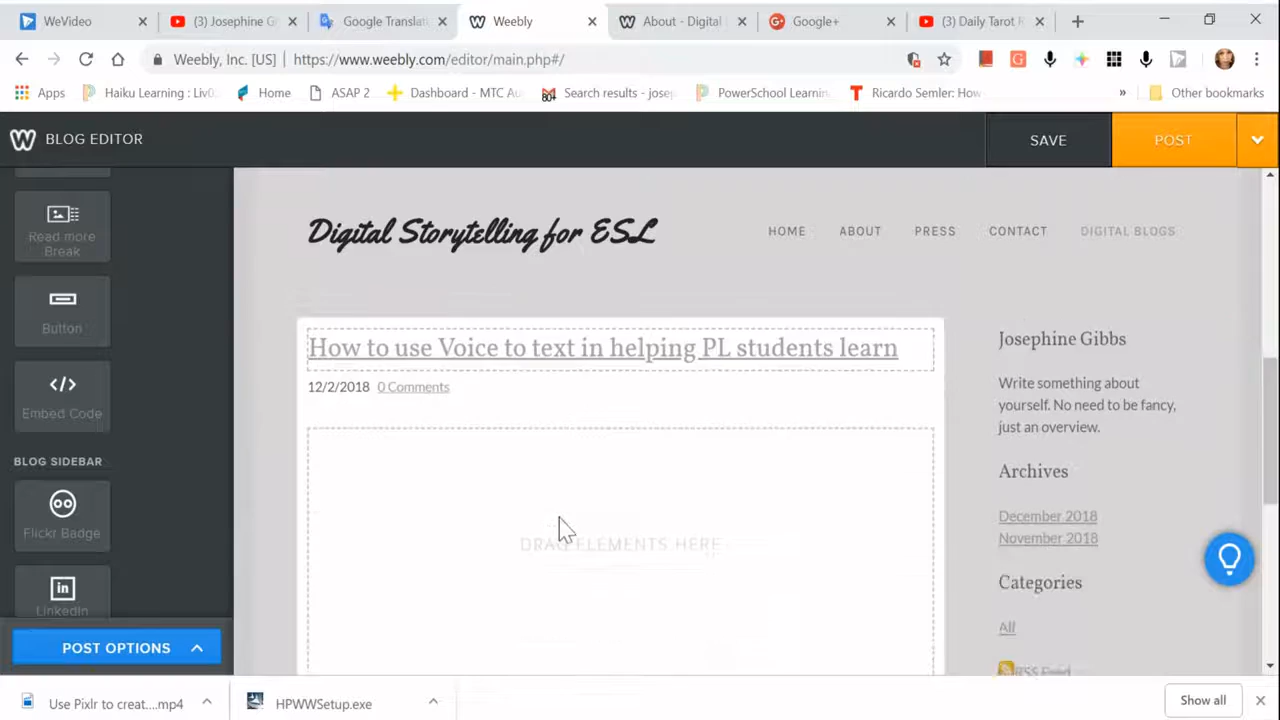 WeVideo
(3) Josephine G
Google Translat
Weebly
About - Digital
Google+
(3) Daily Tarot R
Weebly, Inc. [US]
https://www.weebly.com/editor/main.php#/
Apps
Haiku Learning : Liv
Home
ASAP 2
Dashboard - MTC Au
Search results - josep
PowerSchool Learnin
Ricardo Semler: How
»
Other bookmarks
BLOG EDITOR
SAVE
POST
Read more
Break
Button
Embed Code
BLOG SIDEBAR
Flickr Badge
LinkedIn
POST OPTIONS
Digital Storytelling for ESL
HOME
ABOUT
PRESS
CONTACT
DIGITAL BLOGS
How to use Voice to text in helping PL students learn
12/2/2018 0 Comments
DRAG ELEMENTS HERE
Josephine Gibbs
Write something about
yourself. No need to be fancy,
just an overview.
Archives
December 2018
November 2018
Categories
All
RSS Feed
Use Pixlr to creat....mp4
HPWWSetup.exe
Show all